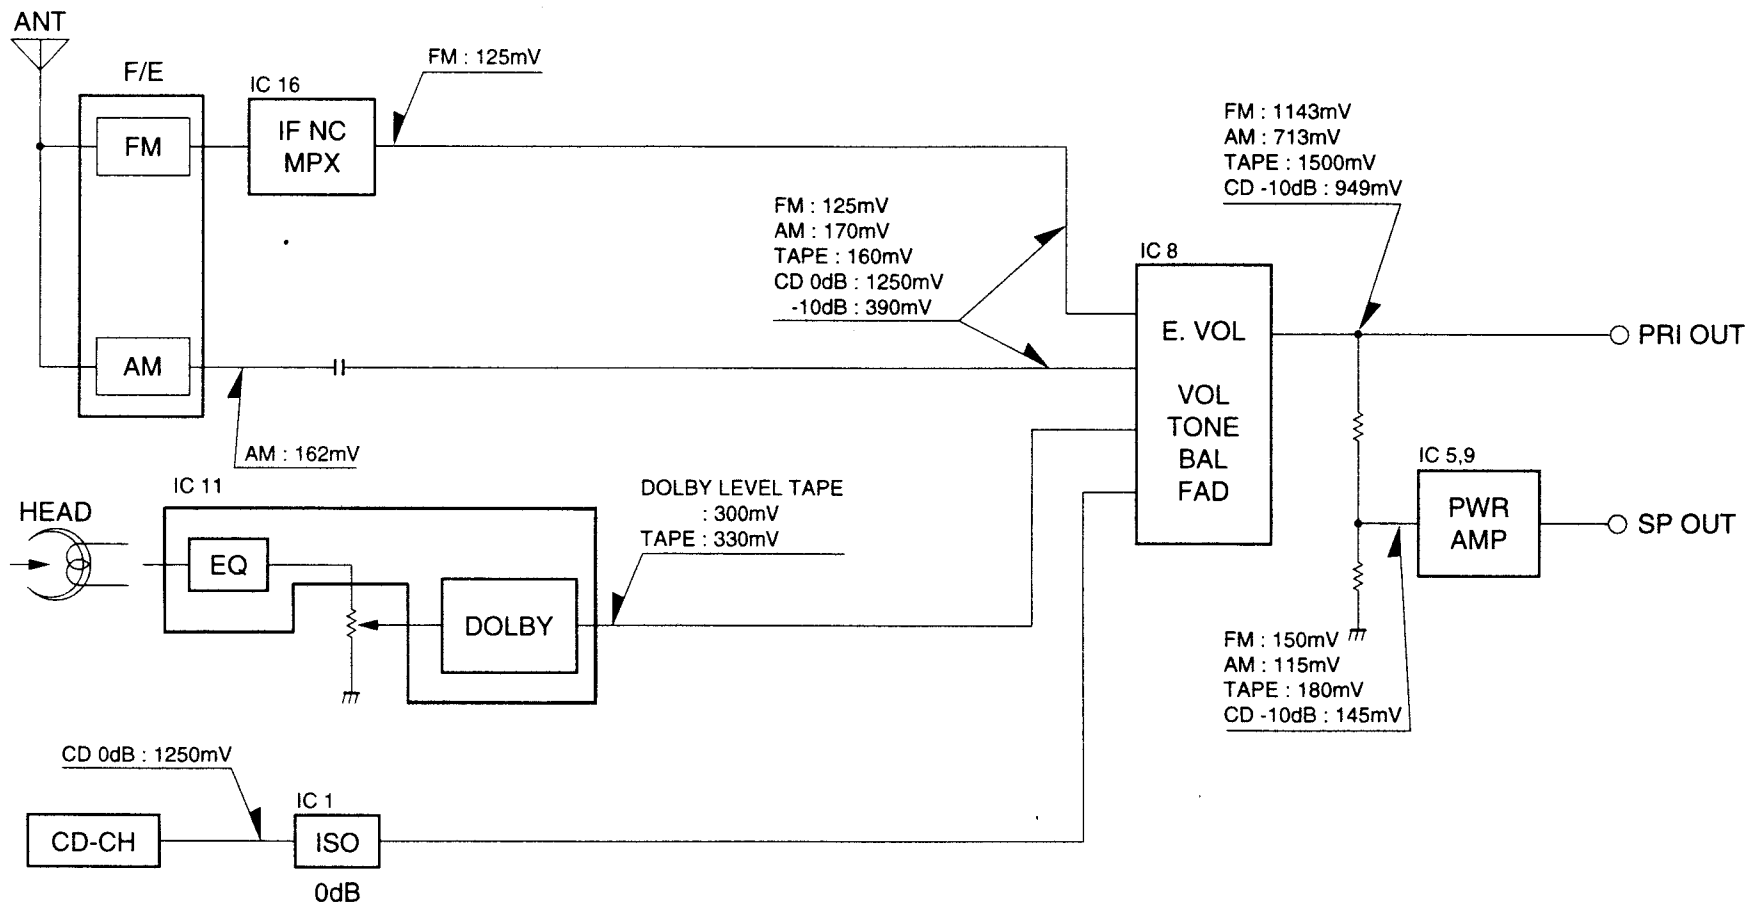 ANT
F/E
IC 16
FM : 125mV
FM
IF NC
MPX
FM : 1143mV
AM : 713mV
TAPE : 1500mV
CD -10dB : 949mV
FM : 125mV
AM : 170mV
TAPE : 160mV
CD 0dB : 1250mV
-10dB : 390mV
IC 8
E. VOL
VOL
TONE
BAL
FAD
PRI OUT
AM
AM : 162mV
IC 11
HEAD
EQ
DOLBY
DOLBY LEVEL TAPE
: 300mV
TAPE : 330mV
IC 5,9
PWR
AMP
SP OUT
FM : 150mV
AM : 115mV
TAPE : 180mV
CD -10dB : 145mV
CD 0dB : 1250mV
IC 1
CD-CH
ISO
0dB